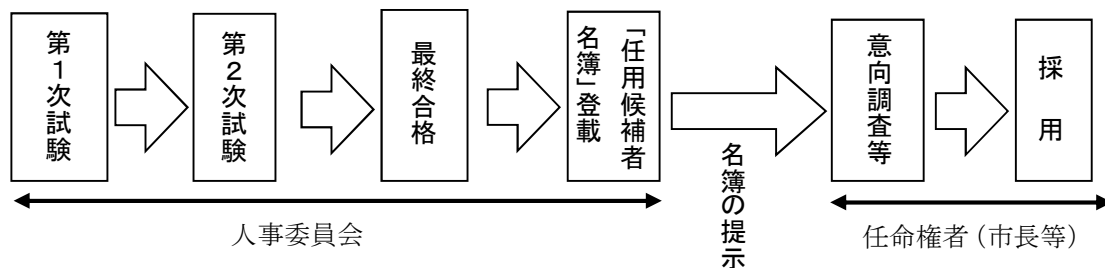 第１次試験
第２次試験
最終合格
「任用候補者
名簿」登載
名簿の提示
意向調査等
採用
人事委員会
任命権者（市長等）